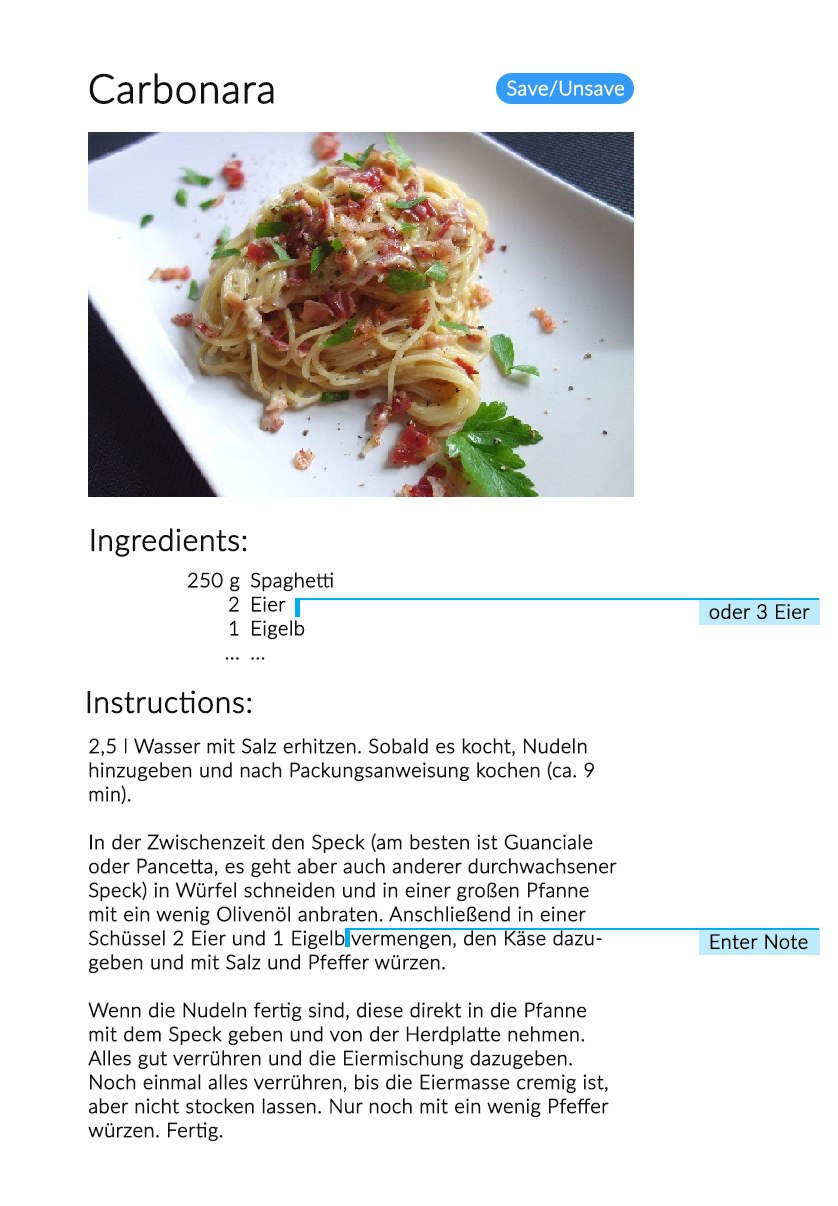 Carbonara
Save/Unsave
Ingredients:
250 g Spaghetti
2 Eier
oder 3 Eier
1 Eigelb
... ...
Instructions:
2,5 l Wasser mit Salz erhitzen. Sobald es kocht, Nudeln
hinzugeben und nach Packungsanweisung kochen (ca. 9
min).
In der Zwischenzeit den Speck (am besten ist Guanciale
oder Pancetta, es geht aber auch anderer durchwachsener
Speck) in Würfel schneiden und in einer großen Pfanne
mit ein wenig Olivenöl anbraten. Anschließend in einer
Schüssel 2 Eier und 1 Eigelb vermengen, den Käse dazu-
Enter Note
geben und mit Salz und Pfeffer würzen.
Wenn die Nudeln fertig sind, diese direkt in die Pfanne
mit dem Speck geben und von der Herdplatte nehmen.
Alles gut verrühren und die Eiermischung dazugeben.
Noch einmal alles verrühren, bis die Eiermasse cremig ist,
aber nicht stocken lassen. Nur noch mit ein wenig Pfeffer
würzen. Fertig.